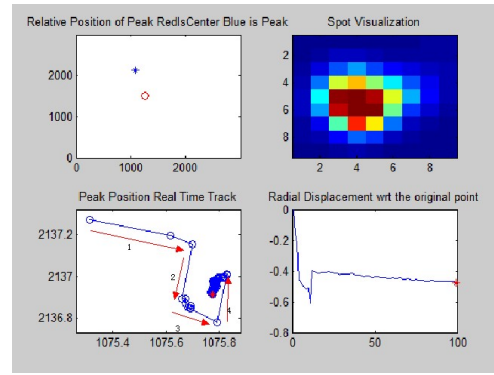 Relative Position of Peak RedIsCenter Blue is Peak
2000
1000
0
0 1000 2000
Spot Visualization
2
4
6
8
2 4 6 8
Peak Position Real Time Track
2137.2
2137
2136.8
1075.4 1075.6 1075.8
1
2
3
4
Radial Displacement wrt the original point
0
-0.2
-0.4
-0.6
-0.8
0 50 100